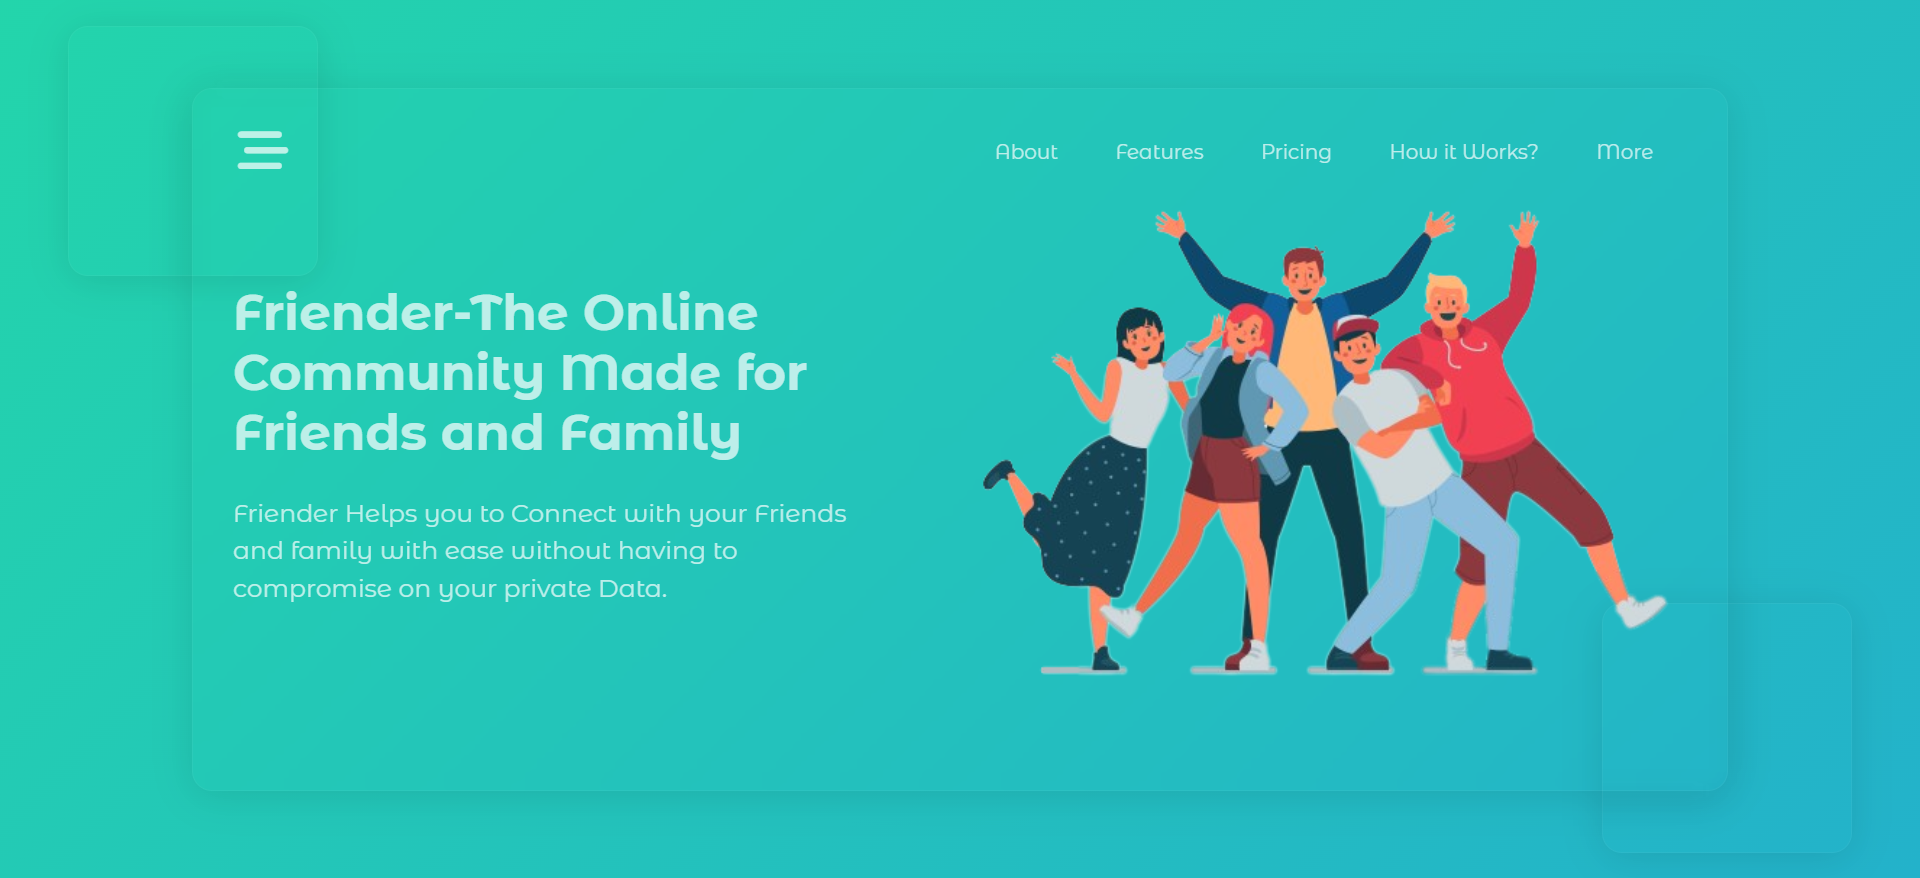 About Features Pricing How it Works? More
Friender-The Online
Community Made for
Friends and Family
Friender Helps you to Connect with your Friends
and family with ease without having to
compromise on your private Data.